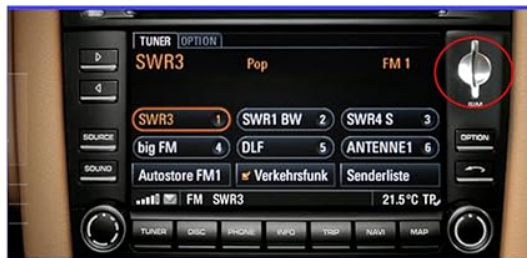 TUNER OPTION
SWR3 Pop FM 1
SWR3 1 SWR1 BW 2 SWR4 S 3
big FM 4 DLF 5 ANTENNE1 6
Autostore FM1 Verkehrsfunk Senderliste
FM SWR3 21.5°C TP
SIM
SOURCE
SOUND
OPTION
TUNER DISC PHONE INFO TRIP NAVI MAP